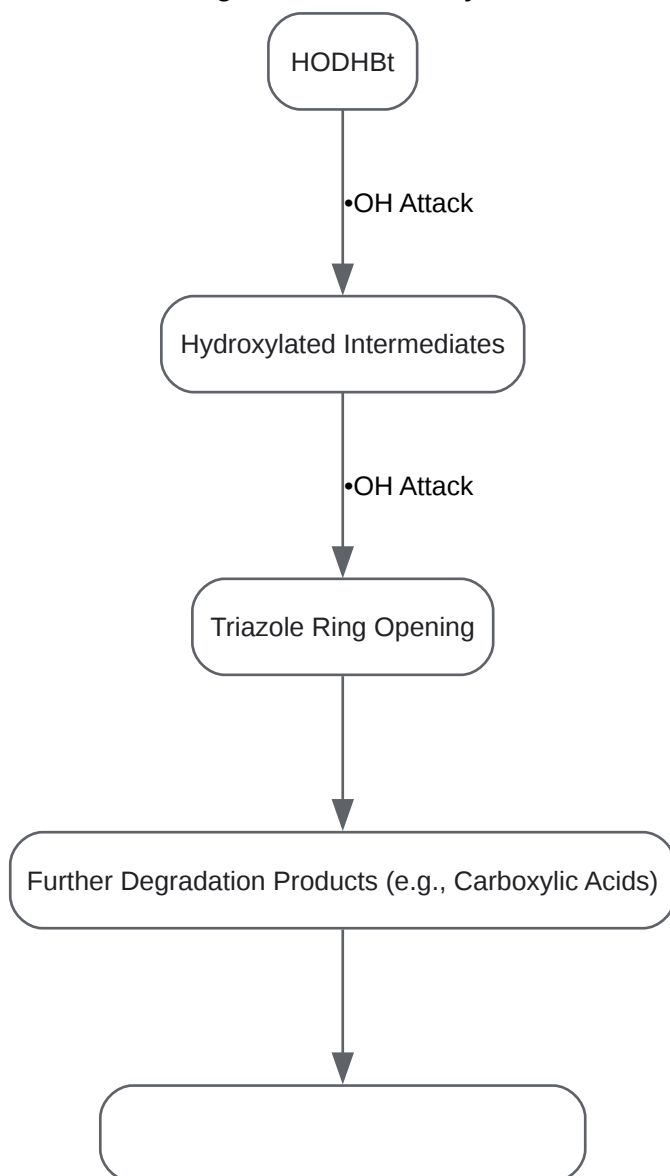 HODHBt
•OH Attack
Hydroxylated Intermediates
•OH Attack
Triazole Ring Opening
Further Degradation Products (e.g., Carboxylic Acids)